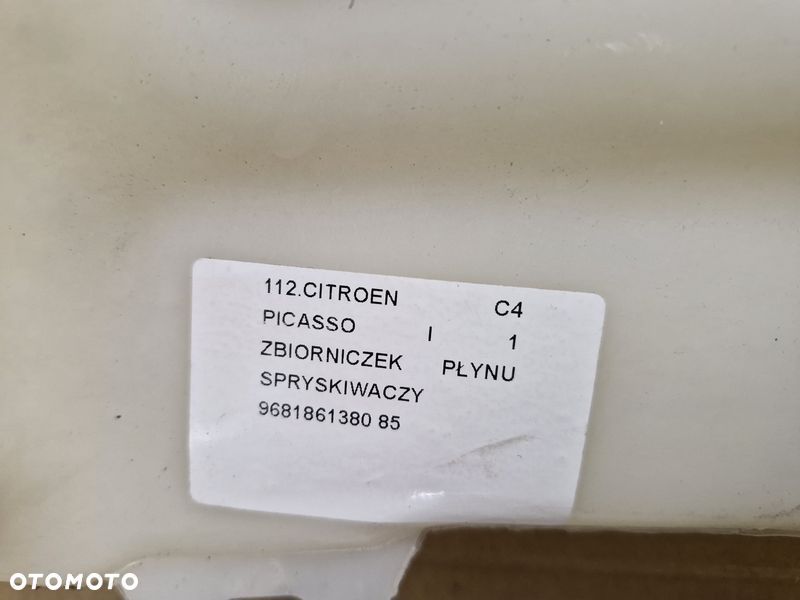 112.CITROEN C4
PICASSO I 1
ZBIORNICZEK PŁYNU
SPRYSKIWACZY
9681861380 85
OTOMOTO